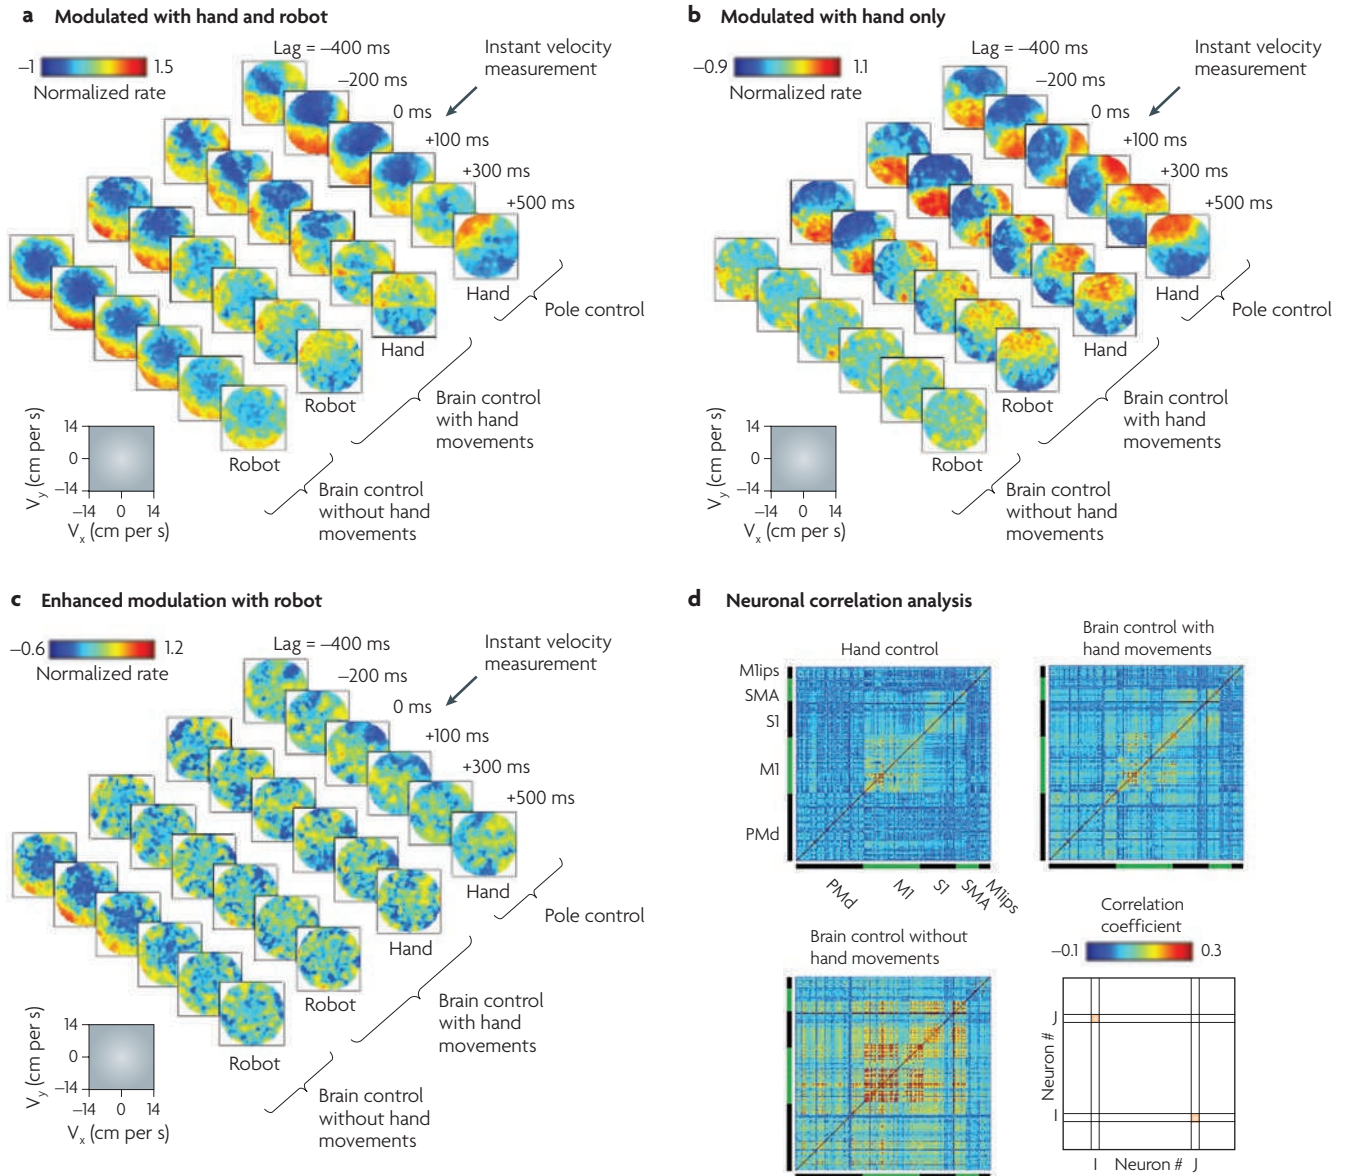 a Modulated with hand and robot
−1 1.5
Normalized rate
Lag = −400 ms
−200 ms
0 ms
+100 ms
+300 ms
+500 ms
Instant velocity
measurement
Hand
Pole control
Hand
Robot
Brain control
with hand
movements
Robot
Brain control
without hand
movements
14
0
−14
Vy (cm per s)
−14 0 14
Vx (cm per s)
b Modulated with hand only
−0.9 1.1
Normalized rate
Lag = −400 ms
−200 ms
0 ms
+100 ms
+300 ms
+500 ms
Instant velocity
measurement
Hand
Pole control
Hand
Robot
Brain control
with hand
movements
Robot
Brain control
without hand
movements
14
0
−14
Vy (cm per s)
−14 0 14
Vx (cm per s)
c Enhanced modulation with robot
−0.6 1.2
Normalized rate
Lag = −400 ms
−200 ms
0 ms
+100 ms
+300 ms
+500 ms
Instant velocity
measurement
Hand
Pole control
Hand
Robot
Brain control
with hand
movements
Robot
Brain control
without hand
movements
14
0
−14
Vy (cm per s)
−14 0 14
Vx (cm per s)
d Neuronal correlation analysis
Hand control
M1ips
SMA
S1
M1
PMd
PMd M1 S1 SMA M1ips
Brain control with
hand movements
Brain control without
hand movements
Correlation
coefficient
−0.1 0.3
J
I
Neuron #
I Neuron # J